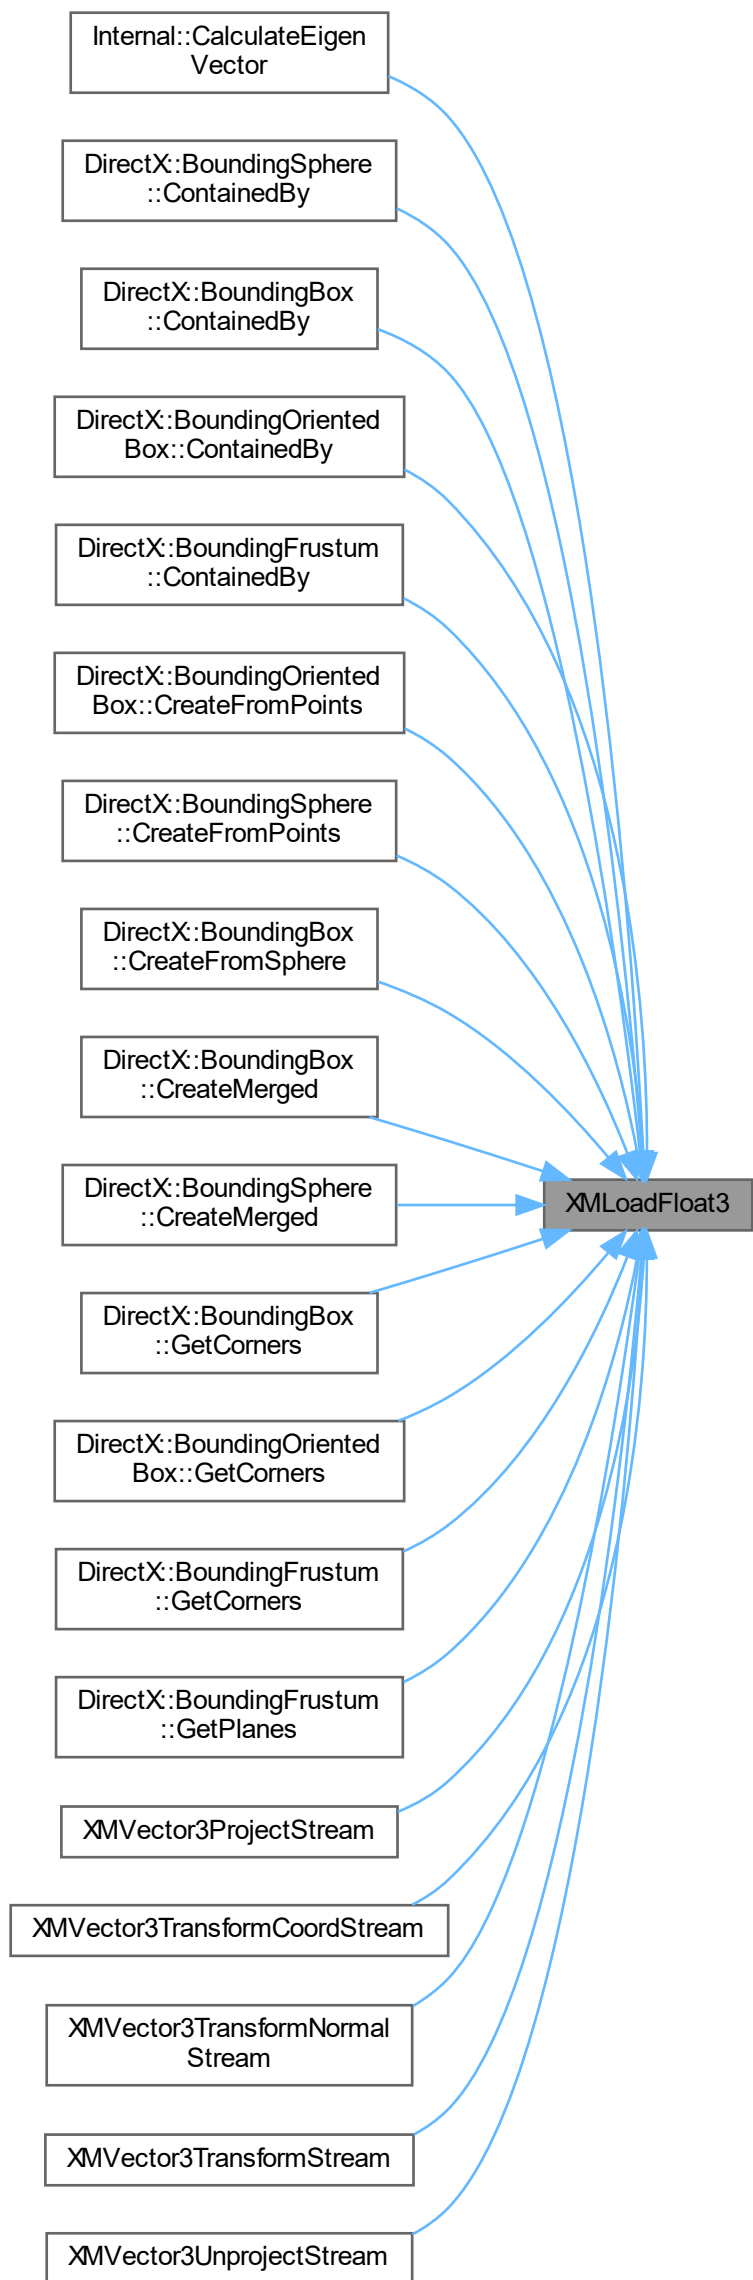 Internal::CalculateEigen
Vector
DirectX::BoundingSphere
::ContainedBy
DirectX::BoundingBox
::ContainedBy
DirectX::BoundingOriented
Box::ContainedBy
DirectX::BoundingFrustum
::ContainedBy
DirectX::BoundingOriented
Box::CreateFromPoints
DirectX::BoundingSphere
::CreateFromPoints
DirectX::BoundingBox
::CreateFromSphere
DirectX::BoundingBox
::CreateMerged
DirectX::BoundingSphere
::CreateMerged
XMLoadFloat3
DirectX::BoundingBox
::GetCorners
DirectX::BoundingOriented
Box::GetCorners
DirectX::BoundingFrustum
::GetCorners
DirectX::BoundingFrustum
::GetPlanes
XMVector3ProjectStream
XMVector3TransformCoordStream
XMVector3TransformNormal
Stream
XMVector3TransformStream
XMVector3UnprojectStream